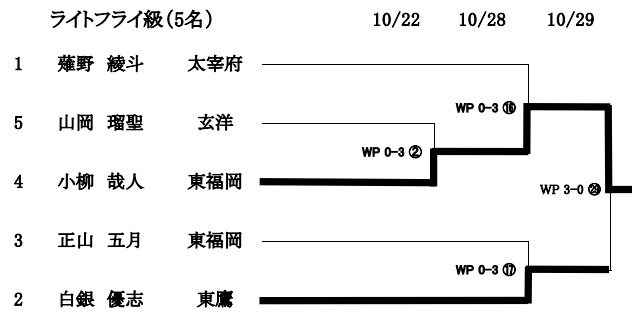 ライトフライ級(5名) 10/22 10/28 10/29
1 薙野 綾斗 太宰府
WP 0-3 ⑯
5 山岡 瑠聖 玄洋
WP 0-3 ②
4 小柳 哉人 東福岡
WP 3-0 ㉙
3 正山 五月 東福岡
WP 0-3 ⑰
2 白銀 優志 東鷹